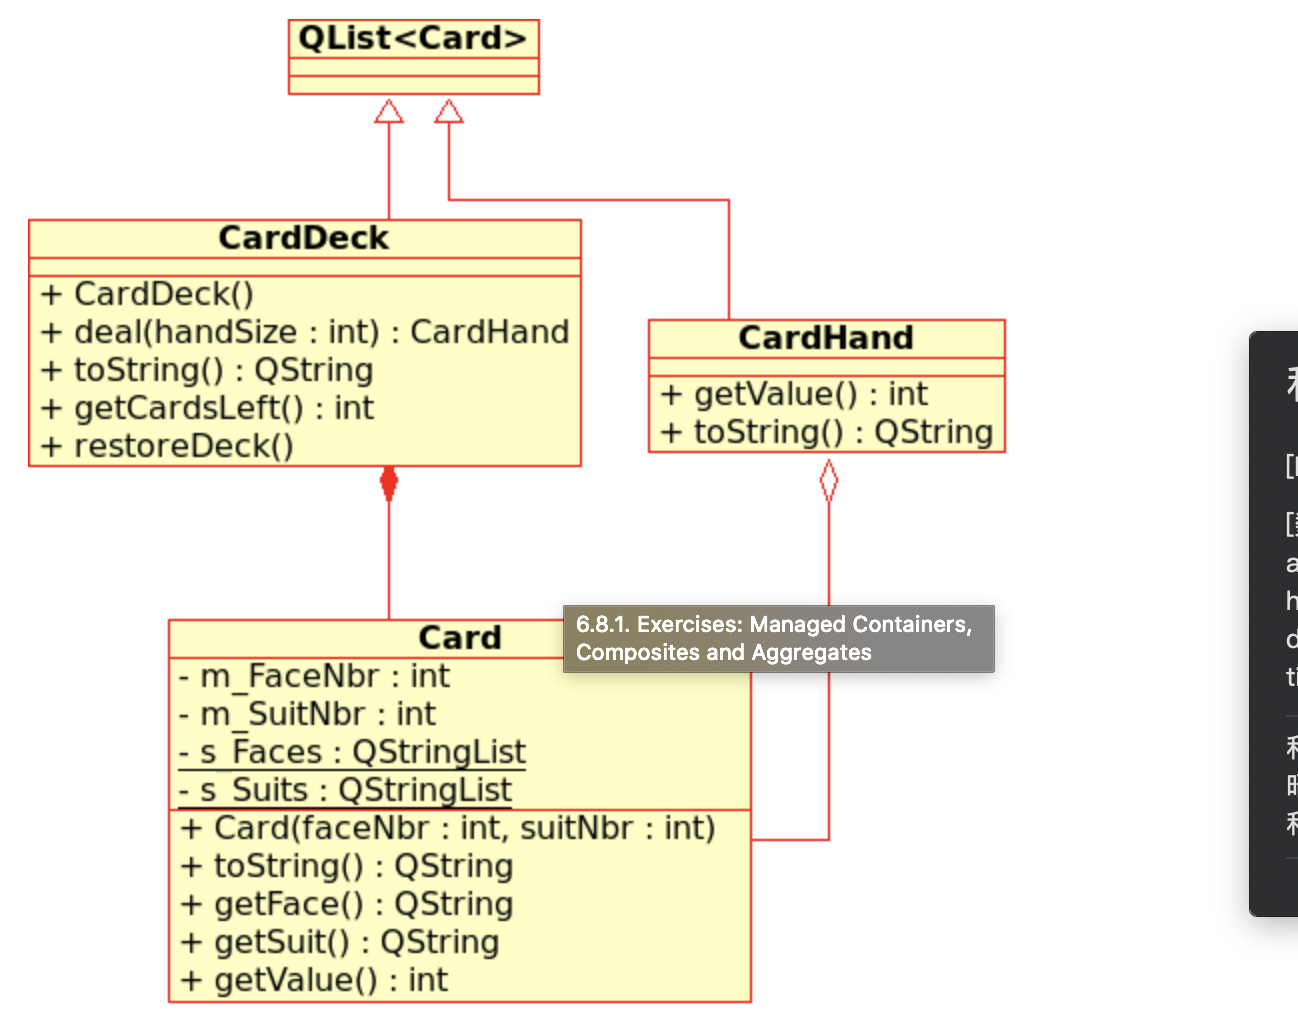 QList<Card>
CardDeck
+ CardDeck()
+ deal(handSize : int) : CardHand
+ toString() : QString
+ getCardsLeft() : int
+ restoreDeck()
CardHand
+ getValue() : int
+ toString() : QString
6.8.1. Exercises: Managed Containers,
Composites and Aggregates
Card
- m_FaceNbr : int
- m_SuitNbr : int
- s_Faces : QStringList
- s_Suits : QStringList
+ Card(faceNbr : int, suitNbr : int)
+ toString() : QString
+ getFace() : QString
+ getSuit() : QString
+ getValue() : int